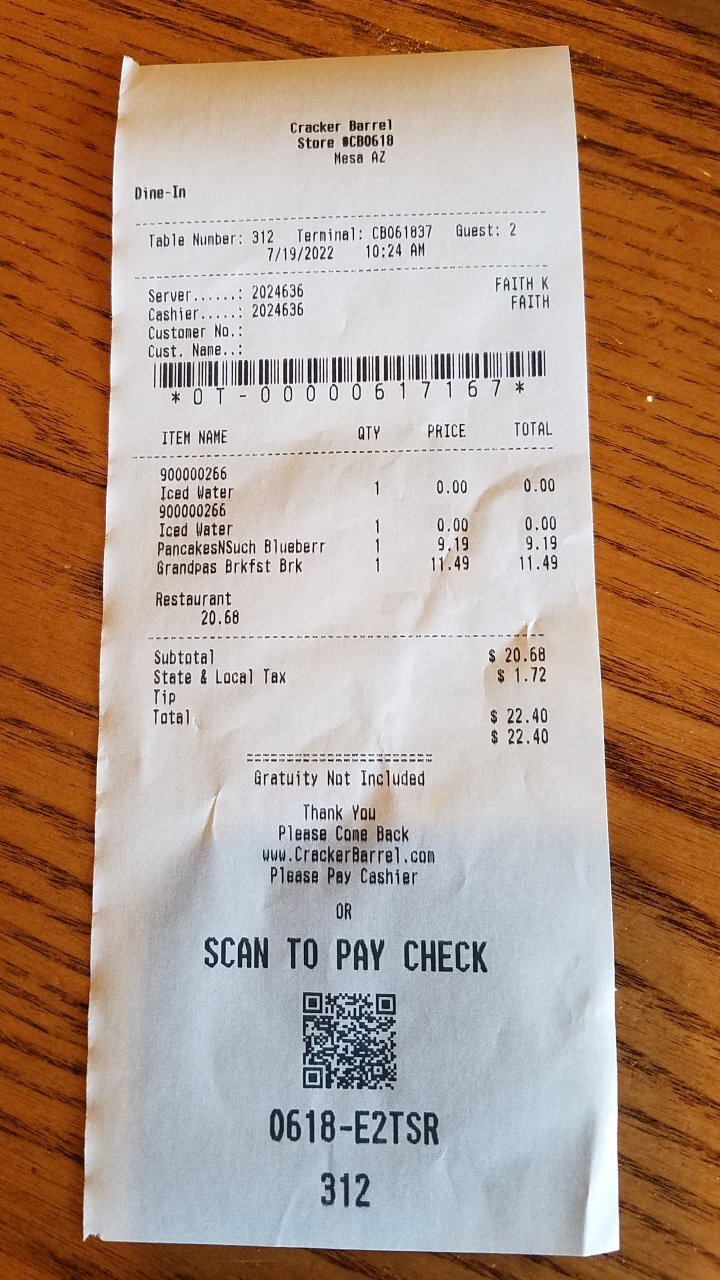 Cracker Barrel
Store #CB0618
Mesa AZ
Dine-In
Table Number: 312 Terminal: CB061837 Guest: 2
7/19/2022 10:24 AM
Server......: 2024636 FAITH K
Cashier.....: 2024636 FAITH
Customer No.:
Cust. Name..:
*OT-00000617167*
ITEM NAME QTY PRICE TOTAL
900000266
Iced Water 1 0.00 0.00
900000266
Iced Water 1 0.00 0.00
PancakesNSuch Blueberr 1 9.19 9.19
Grandpas Brkfst Brk 1 11.49 11.49
Restaurant
20.68
Subtotal $ 20.68
State & Local Tax $ 1.72
Tip
Total $ 22.40
$ 22.40
Gratuity Not Included
Thank You
Please Come Back
www.CrackerBarrel.com
Please Pay Cashier
OR
SCAN TO PAY CHECK
0618-E2TSR
312